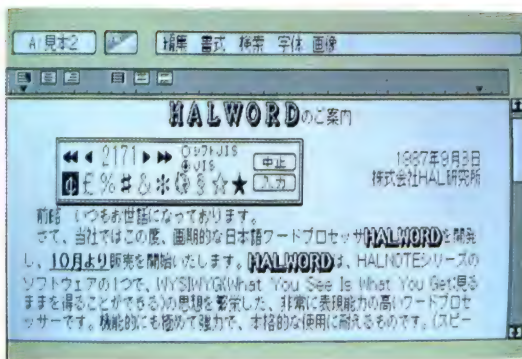 A:見本2 編集 書式 検索 字体 画像
HALWORDのご案内
2171 シフトJIS
JIS 中止
¢£%#&*@§☆★ 入力
1987年9月3日
株式会社HAL研究所
前略 いつもお世話になっております。
さて、当社ではこの度、画期的な日本語ワードプロセッサHALWORDを開発
し、10月より販売を開始いたします。HALWORDは、HALNOTEシリーズの
ソフトウェアの1つで、WYSIWYG(What You See Is What You Get:見る
ままを得ることができる)の思想を繁栄した、非常に表現能力の高いワードプロセ
ッサーです。機能的にも極めて強力で、本格的な使用に耐えるものです。(スピー